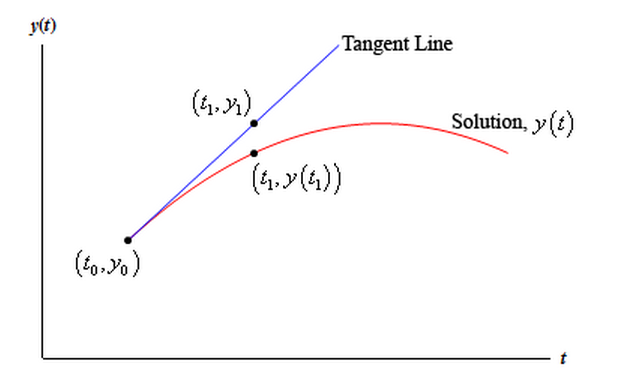 y(t)
Tangent Line
(t₁, y₁)
Solution, y(t)
(t₁, y(t₁))
(t₀, y₀)
t